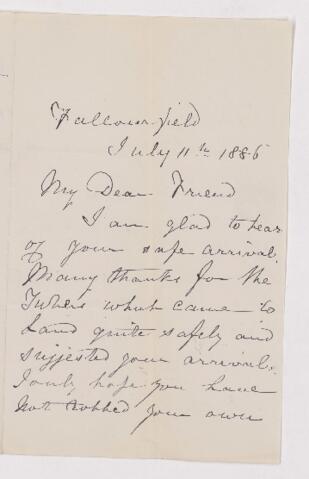 Fallowfield
July 11th 1886
My Dear Friend
I am glad to hear
of your safe arrival.
Many thanks for the
Tubers which came to
hand quite safely and
suggested your arrival.
I only hope you have
not robbed your own